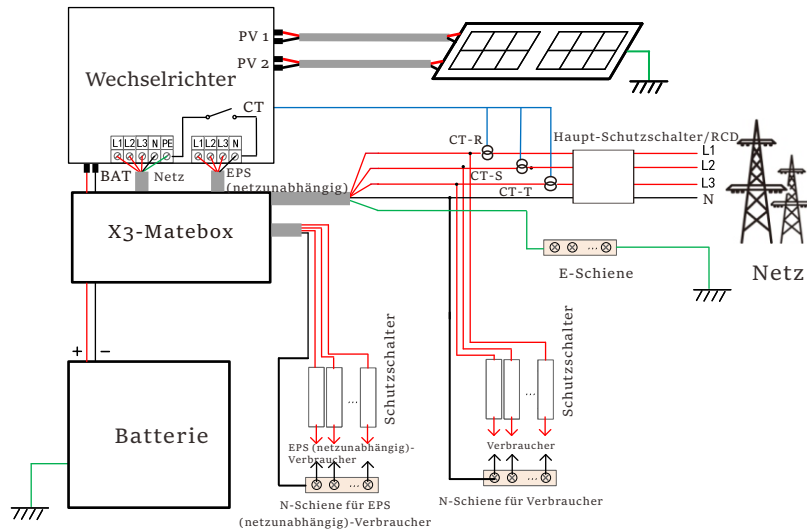 PV 1
PV 2
Wechselrichter
CT
L1 L2 L3 N PE
L1 L2 L3 N
BAT
Netz
EPS
(netzunabhängig)
CT-R
CT-S
CT-T
Haupt-Schutzschalter/RCD
L1
L2
L3
N
X3-Matebox
E-Schiene
Netz
+
−
Batterie
...
Schutzschalter
EPS (netzunabhängig)-
Verbraucher
...
N-Schiene für EPS
(netzunabhängig)-Verbraucher
...
Schutzschalter
Verbraucher
...
N-Schiene für Verbraucher
...